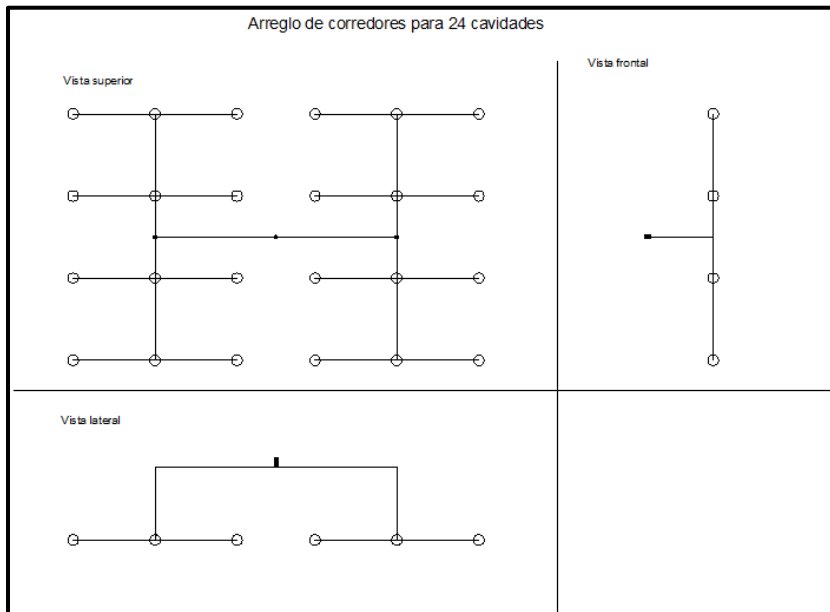 Arreglo de corredores para 24 cavidades
Vista frontal
Vista superior
Vista lateral